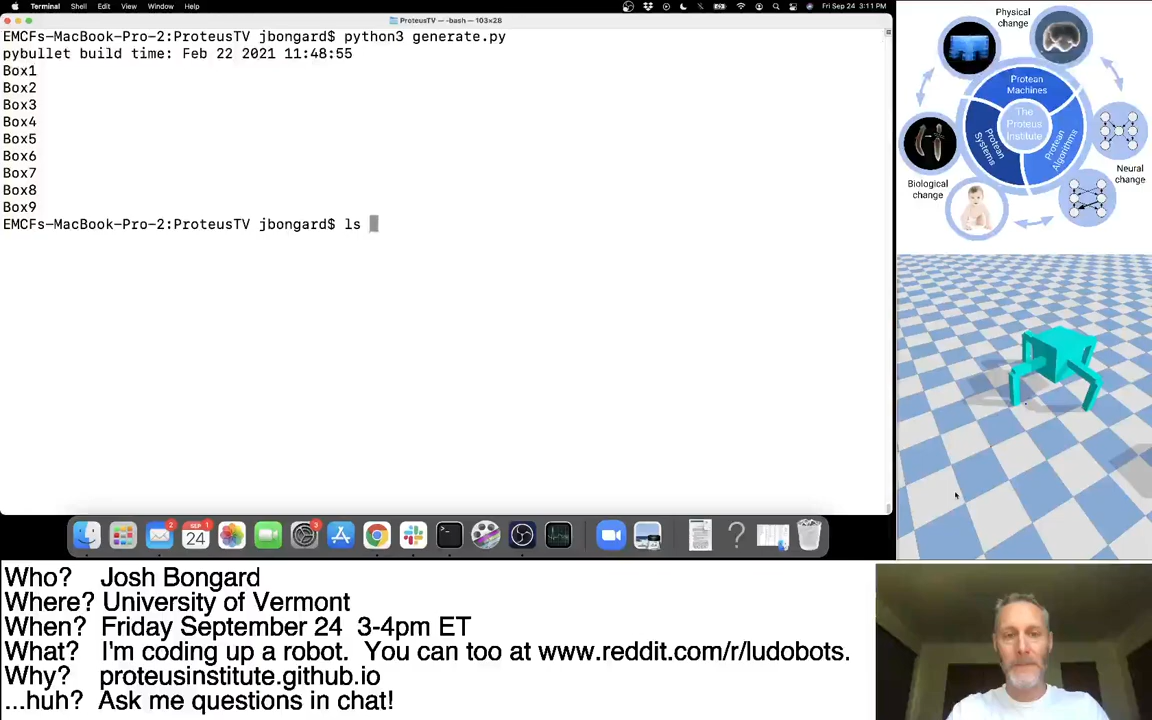 Terminal Shell Edit View Window Help
Fri Sep 24 3:11 PM
ProteusTV — -bash — 103×28
EMCFs-MacBook-Pro-2:ProteusTV jbongard$ python3 generate.py
pybullet build time: Feb 22 2021 11:48:55
Box1
Box2
Box3
Box4
Box5
Box6
Box7
Box8
Box9
EMCFs-MacBook-Pro-2:ProteusTV jbongard$ ls
Physical
change
Protean
Machines
The
Proteus
Institute
Protean
Systems
Protean
Algorithms
Biological
change
Neural
change
2
SEP
24
1
3
Who? Josh Bongard
Where? University of Vermont
When? Friday September 24 3-4pm ET
What? I'm coding up a robot. You can too at www.reddit.com/r/ludobots.
Why? proteusinstitute.github.io
...huh? Ask me questions in chat!